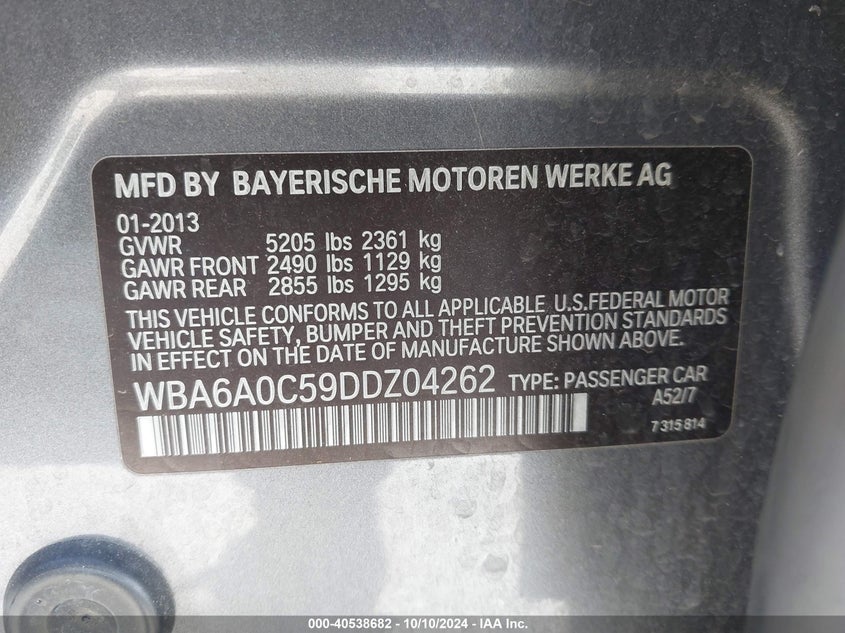 MFD BY BAYERISCHE MOTOREN WERKE AG
01-2013
GVWR 5205 lbs 2361 kg
GAWR FRONT 2490 lbs 1129 kg
GAWR REAR 2855 lbs 1295 kg
THIS VEHICLE CONFORMS TO ALL APPLICABLE U.S.FEDERAL MOTOR
VEHICLE SAFETY, BUMPER AND THEFT PREVENTION STANDARDS
IN EFFECT ON THE DATE OF MANUFACTURE SHOWN ABOVE.
WBA6A0C59DDZ04262 TYPE: PASSENGER CAR
A52/7
7 315 814
000-40538682 - 10/10/2024 - IAA Inc.